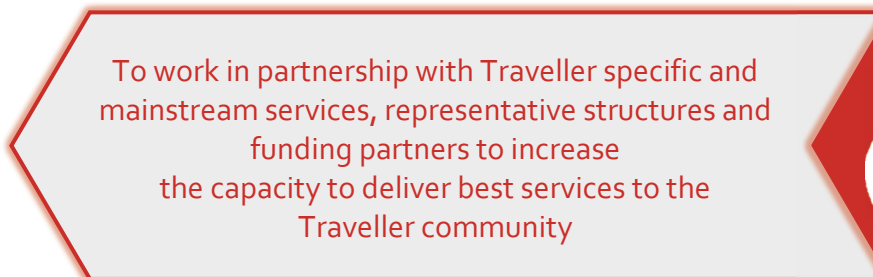 To work in partnership with Traveller specific and
mainstream services, representative structures and
funding partners to increase
the capacity to deliver best services to the
Traveller community